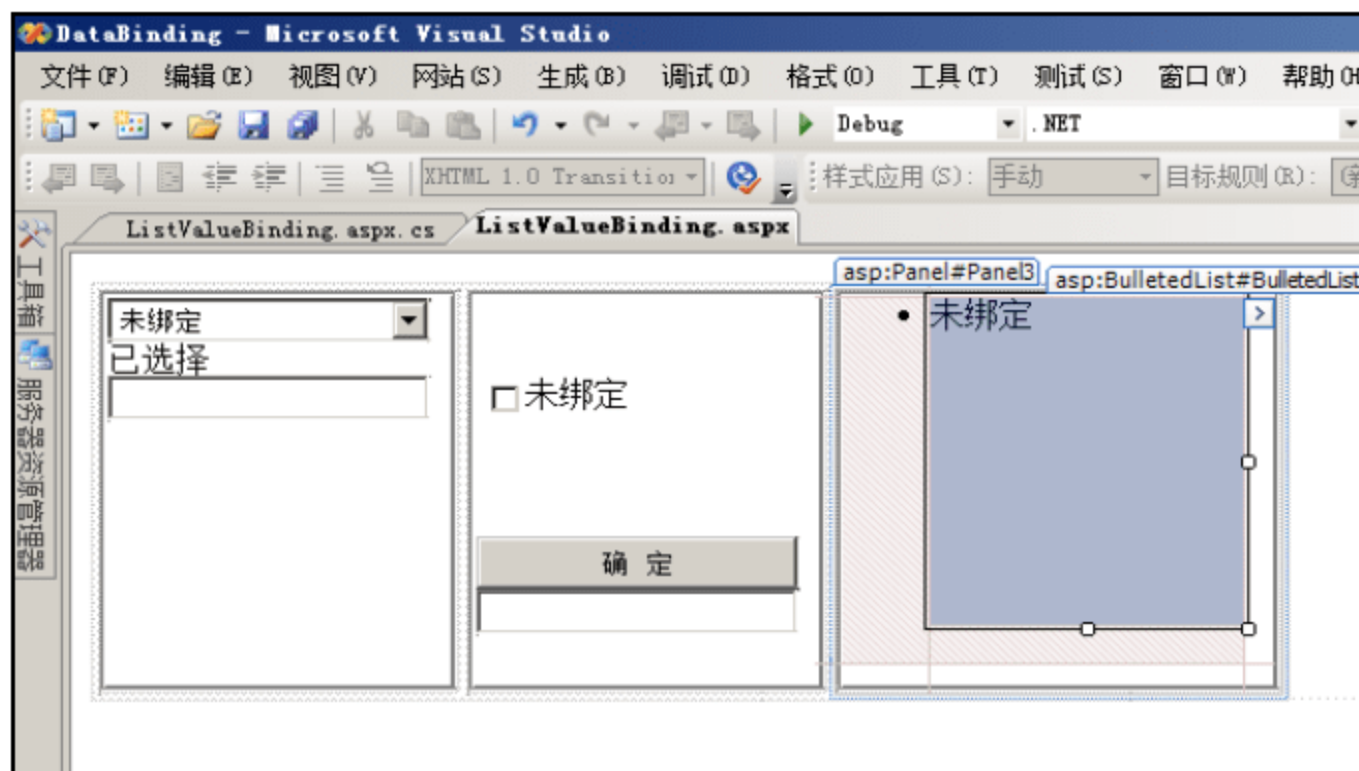 DataBinding - Microsoft Visual Studio
文件(F) 编辑(E) 视图(V) 网站(S) 生成(B) 调试(D) 格式(O) 工具(T) 测试(S) 窗口(W) 帮助(H
Debug .NET
XHTML 1.0 Transition 样式应用(S): 手动 目标规则(R):
ListValueBinding.aspx.cs ListValueBinding.aspx
工具箱
服务器资源管理器
asp:Panel#Panel3 asp:BulletedList#BulletedList
未绑定
已选择
未绑定
确 定
未绑定